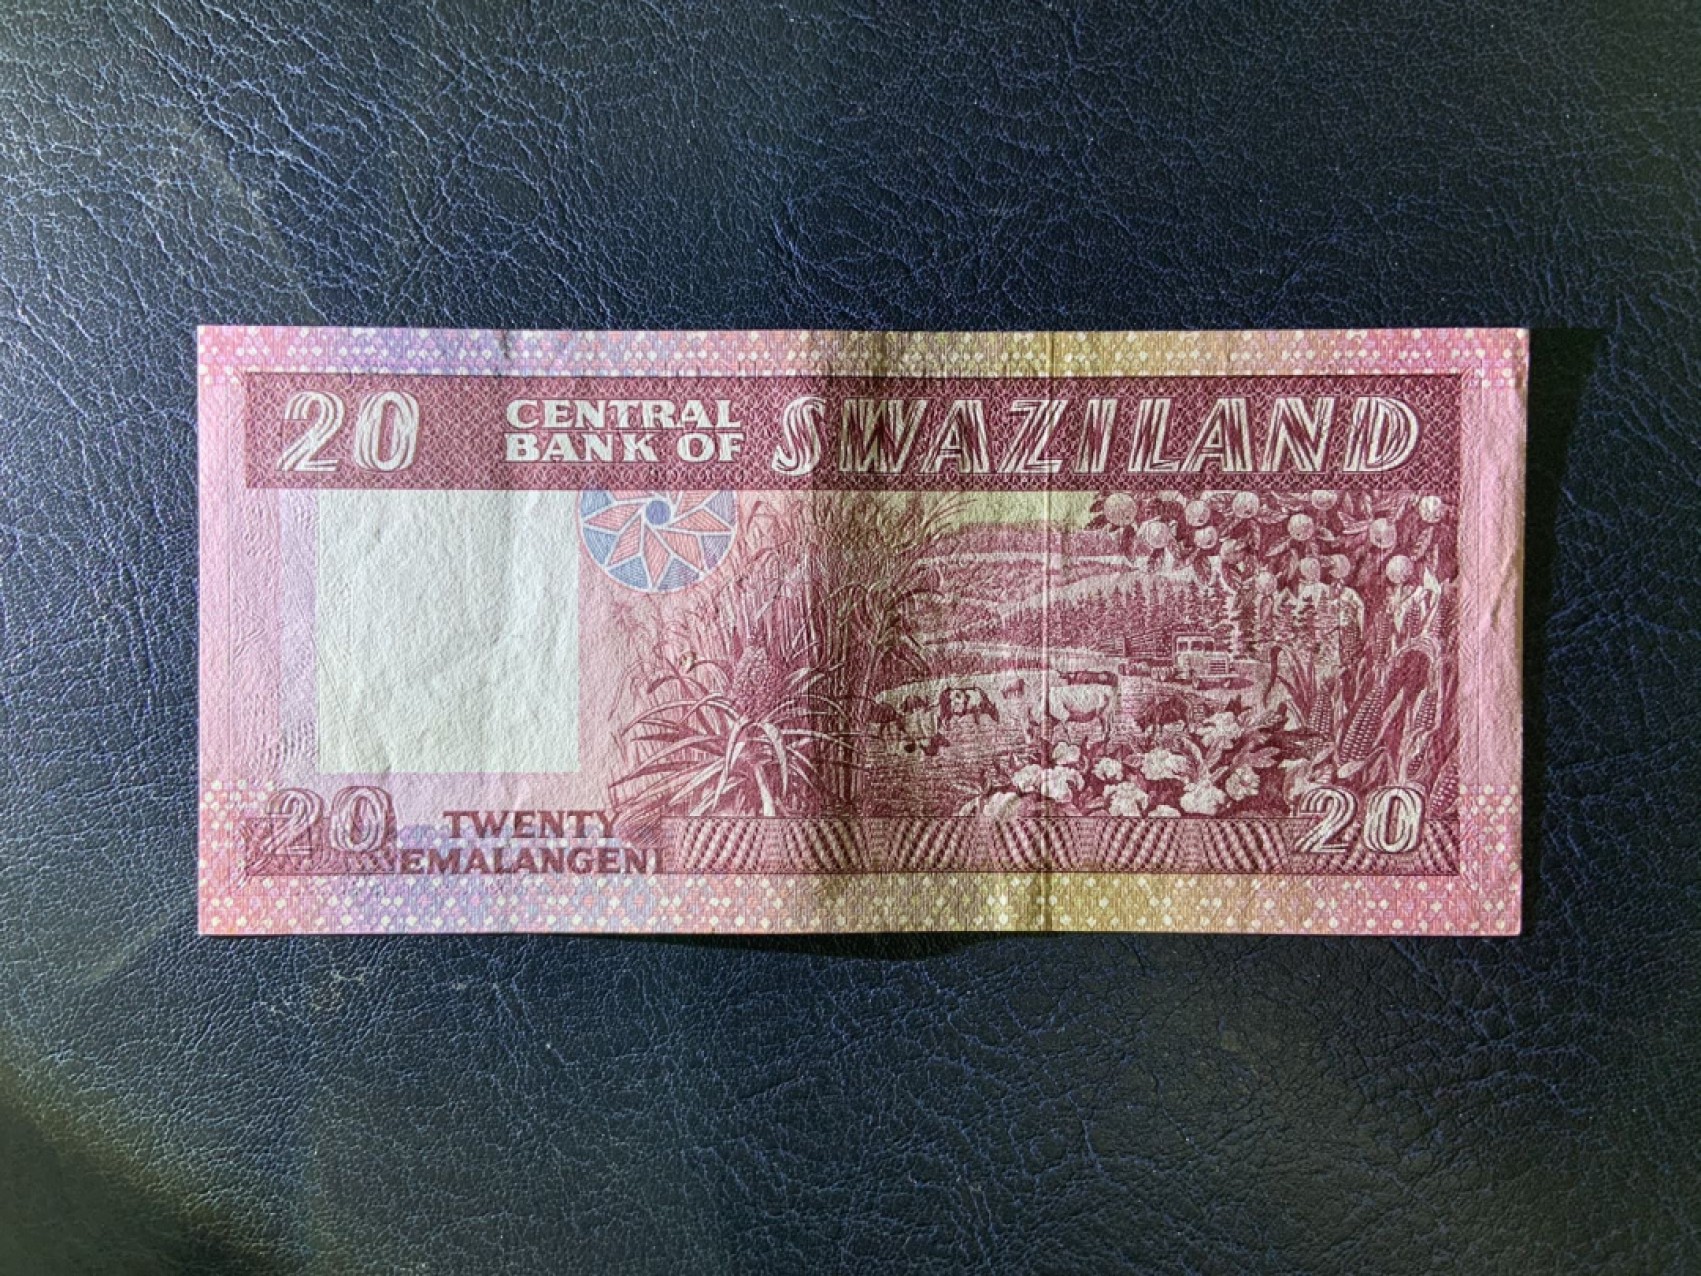 20 CENTRAL BANK OF SWAZILAND
20 TWENTY EMALANGENI
20